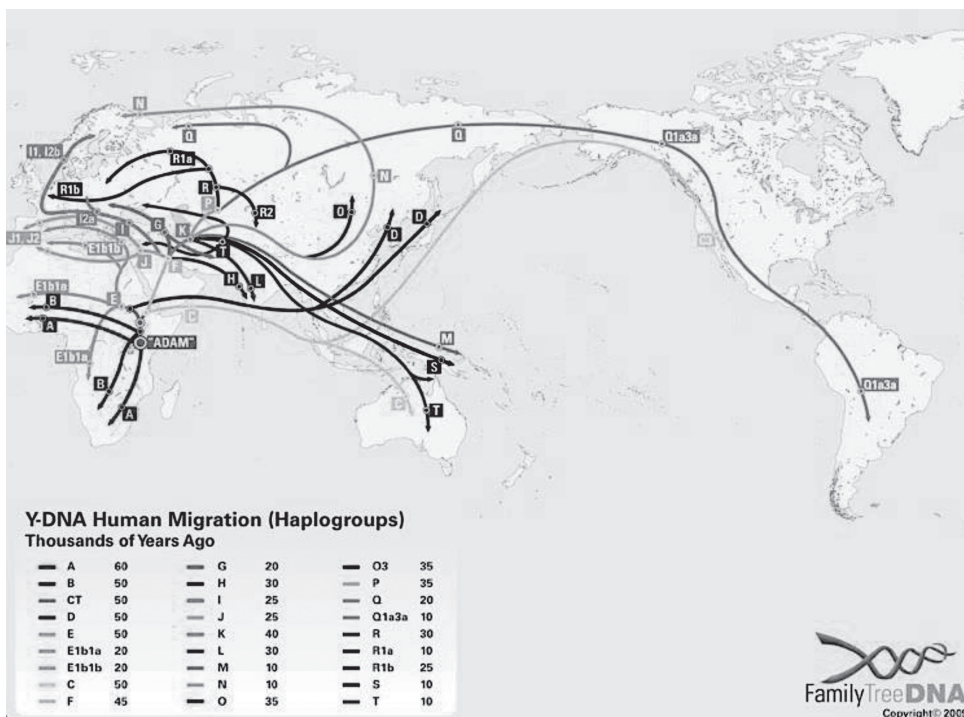 N
Q
Q
Q1a3a
I1, I2b
R1a
N
R1b
R
P
R2
O
D
I2a
G
D
I
K
J1, J2
E1b1b
T
J
F
H
L
E1b1a
E
B
C
A
"ADAM"
C3
E1b1a
M
S
B
Q1a3a
C
A
T
Y-DNA Human Migration (Haplogroups)
Thousands of Years Ago
A 60 G 20 O3 35
B 50 H 30 P 35
CT 50 I 25 Q 20
D 50 J 25 Q1a3a 10
E 50 K 40 R 30
E1b1a 20 L 30 R1a 10
E1b1b 20 M 10 R1b 25
C 50 N 10 S 10
F 45 O 35 T 10
FamilyTreeDNA
Copyright© 2009